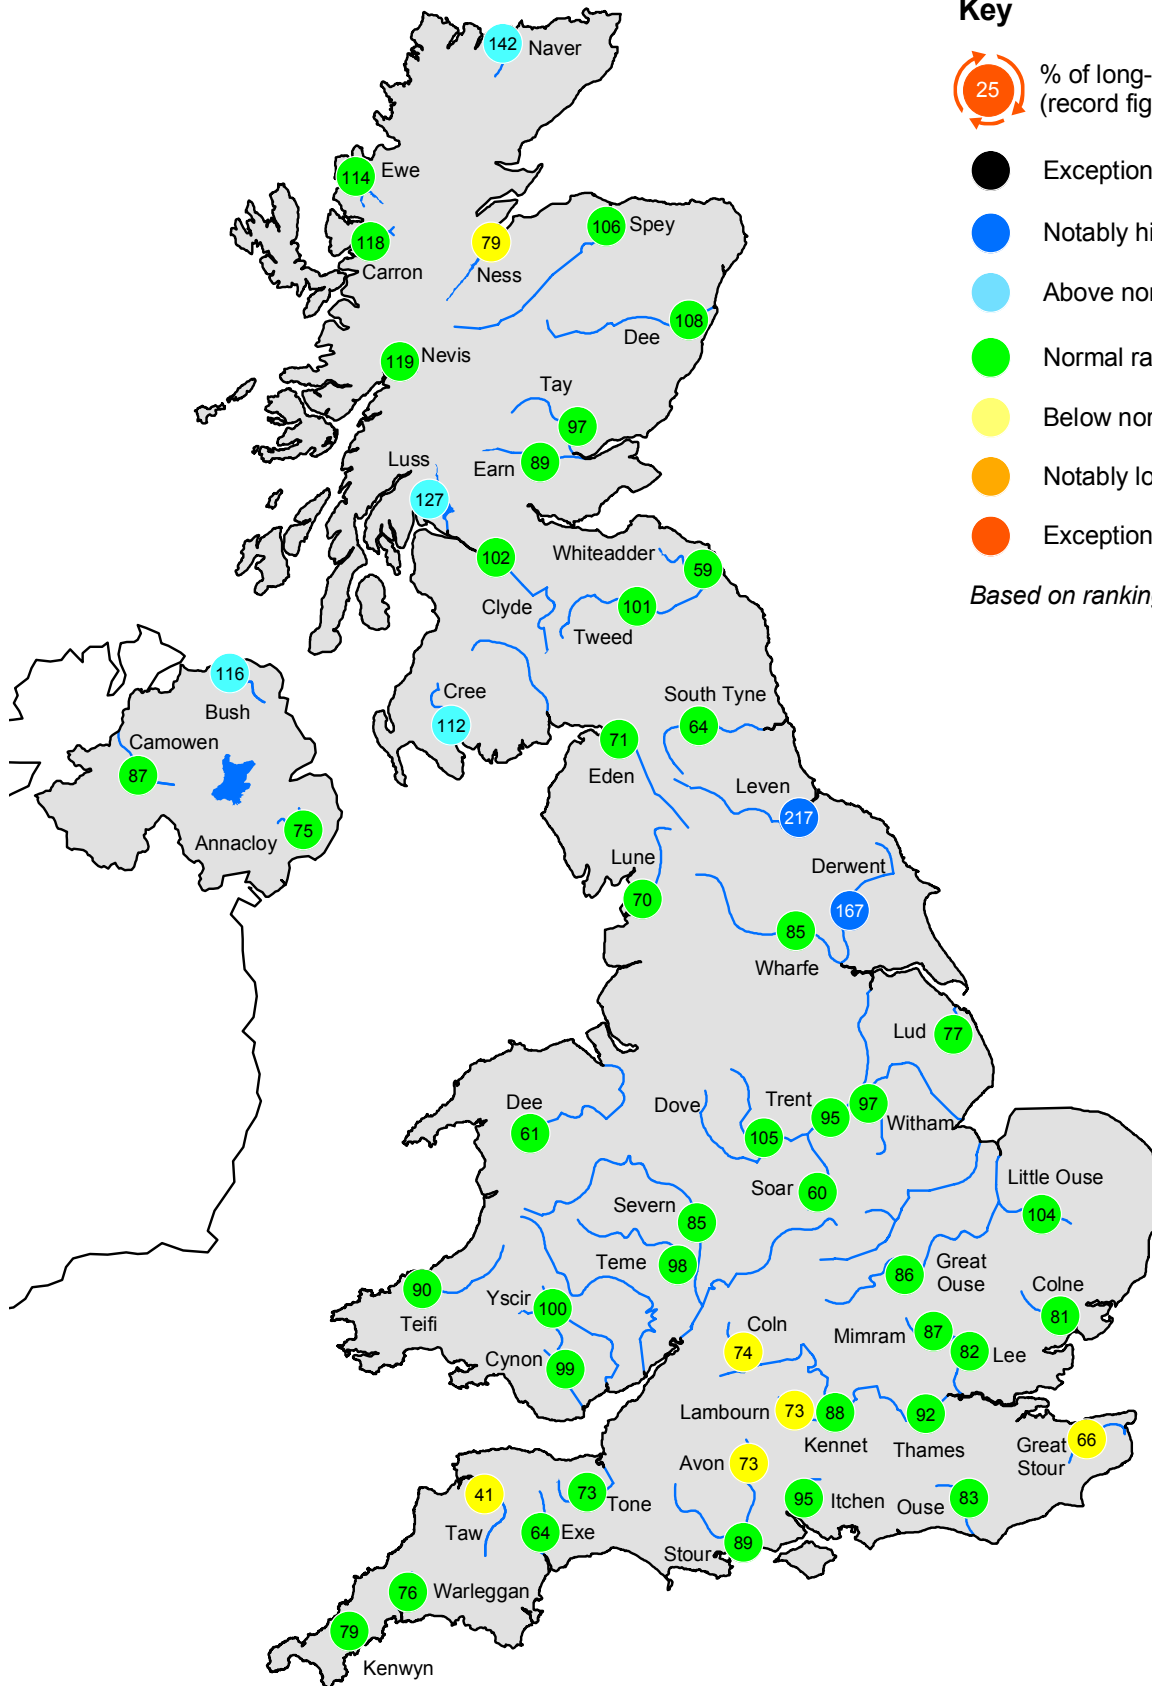 Key
25
% of long-
(record fig
Exception
Notably hi
Above nor
Normal ra
Below nor
Notably lo
Exception
Based on ranking
142
Naver
Ewe
114
118
Carron
79
Ness
106
Spey
108
Dee
119
Nevis
Tay
97
Earn
89
Luss
127
102
Clyde
Whiteadder
59
101
Tweed
116
Bush
Camowen
87
Annacloy
75
Cree
112
South Tyne
64
71
Eden
Leven
217
Lune
70
Derwent
167
85
Wharfe
Lud
77
Dee
61
Dove
105
Trent
95
97
Witham
Soar
60
Little Ouse
104
Severn
85
Teme
98
86
Great
Ouse
Colne
81
90
Teifi
Yscir
100
Cynon
99
Coln
74
Mimram
87
82
Lee
Lambourn
73
88
Kennet
92
Thames
Great
Stour
66
Avon
73
41
Taw
73
Tone
64
Exe
95
Itchen
Ouse
83
Stour
89
76
Warleggan
79
Kenwyn